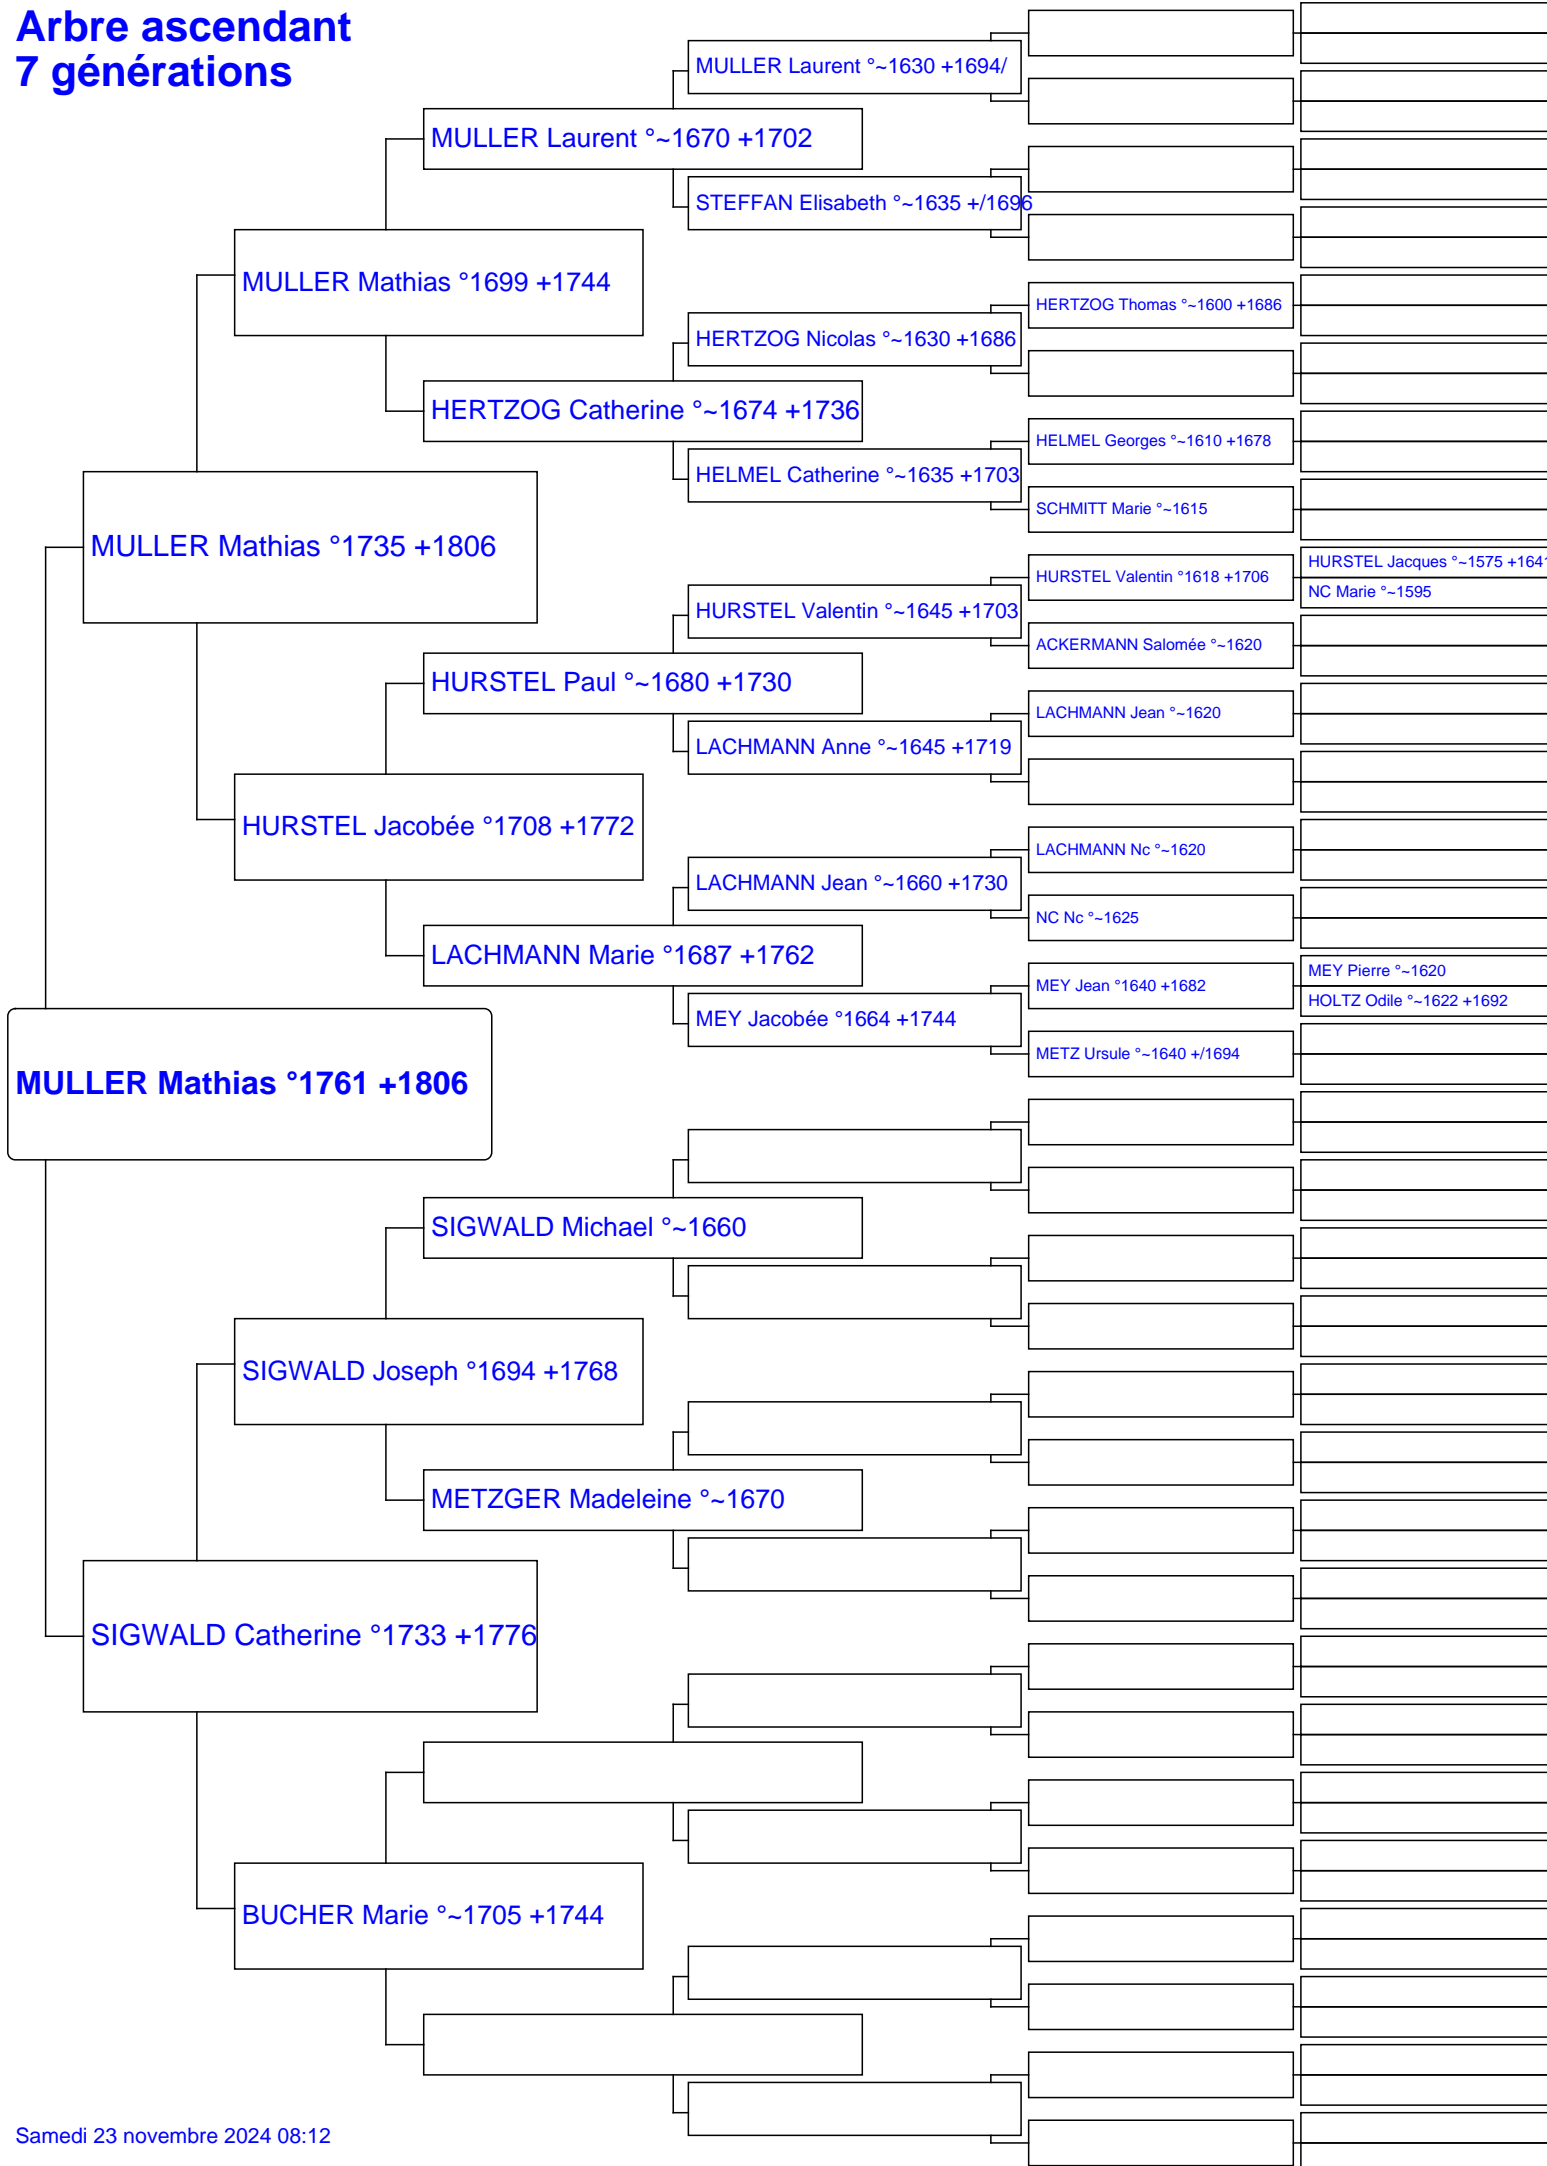 Arbre ascendant
7 générations
MULLER Laurent °~1630 +1694/
MULLER Laurent °~1670 +1702
STEFFAN Elisabeth °~1635 +/1696
MULLER Mathias °1699 +1744
HERTZOG Thomas °~1600 +1686
HERTZOG Nicolas °~1630 +1686
HERTZOG Catherine °~1674 +1736
HELMEL Georges °~1610 +1678
HELMEL Catherine °~1635 +1703
SCHMITT Marie °~1615
MULLER Mathias °1735 +1806
HURSTEL Jacques °~1575 +1641
HURSTEL Valentin °1618 +1706
NC Marie °~1595
HURSTEL Valentin °~1645 +1703
ACKERMANN Salomée °~1620
HURSTEL Paul °~1680 +1730
LACHMANN Jean °~1620
LACHMANN Anne °~1645 +1719
HURSTEL Jacobée °1708 +1772
LACHMANN Nc °~1620
LACHMANN Jean °~1660 +1730
NC Nc °~1625
LACHMANN Marie °1687 +1762
MEY Pierre °~1620
MEY Jean °1640 +1682
HOLTZ Odile °~1622 +1692
MEY Jacobée °1664 +1744
METZ Ursule °~1640 +/1694
MULLER Mathias °1761 +1806
SIGWALD Michael °~1660
SIGWALD Joseph °1694 +1768
METZGER Madeleine °~1670
SIGWALD Catherine °1733 +1776
BUCHER Marie °~1705 +1744
Samedi 23 novembre 2024 08:12